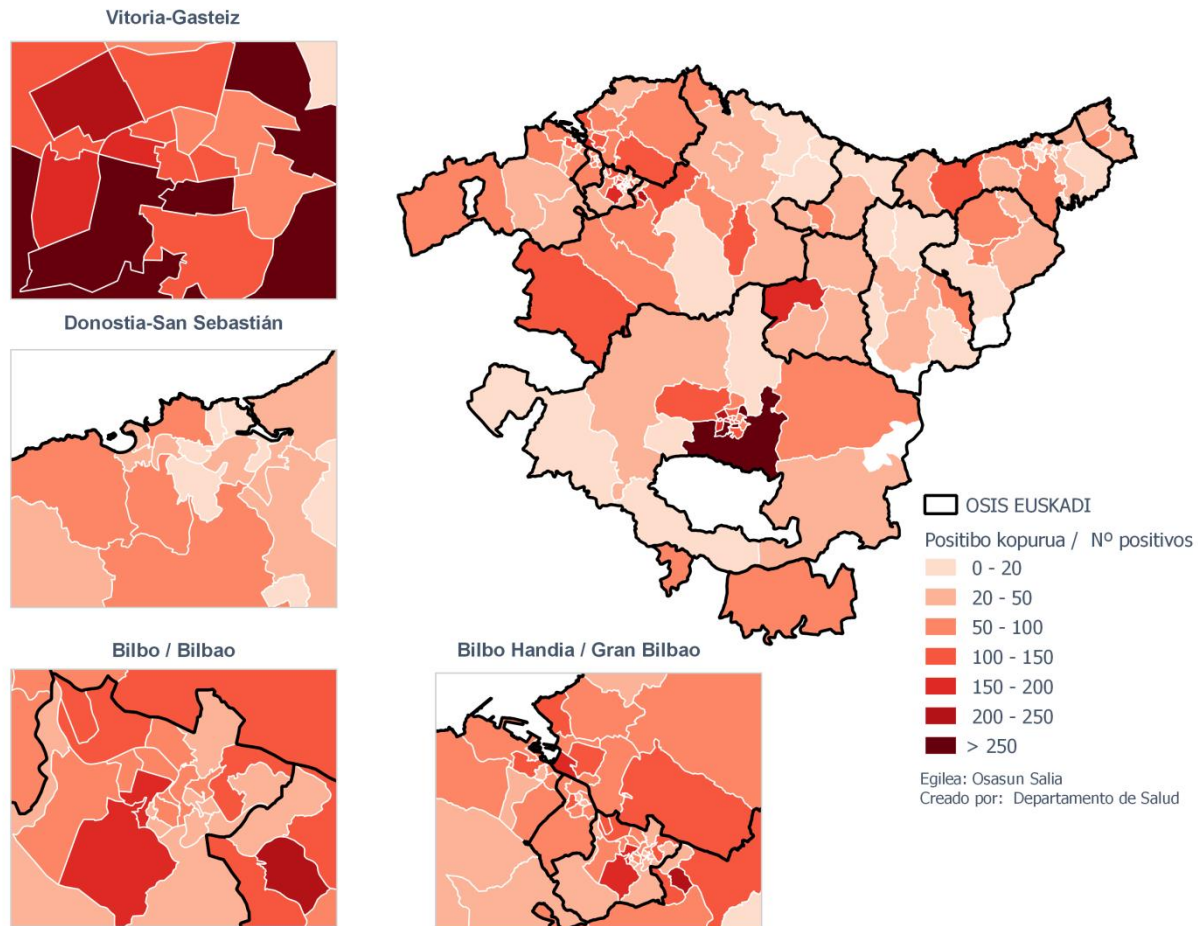 Vitoria-Gasteiz
Donostia-San Sebastián
Bilbo / Bilbao
Bilbo Handia / Gran Bilbao
OSIS EUSKADI
Positibo kopurua / Nº positivos
0 - 20
20 - 50
50 - 100
100 - 150
150 - 200
200 - 250
> 250
Egilea: Osasun Salia
Creado por: Departamento de Salud